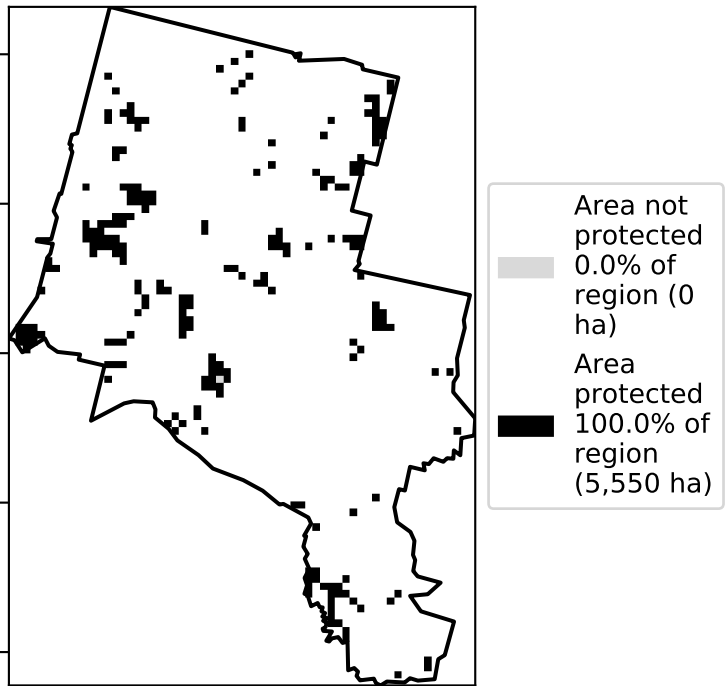 Area not
protected
0.0% of
region (0
ha)
Area
protected
100.0% of
region
(5,550 ha)